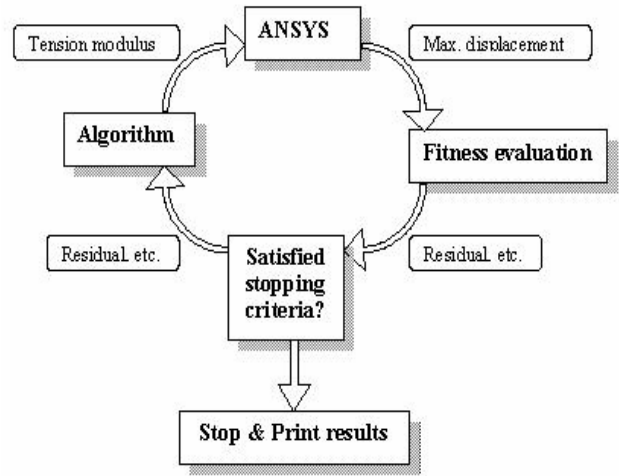 ANSYS
Tension modulus
Max. displacement
Algorithm
Fitness evaluation
Residual. etc.
Satisfied
stopping
criteria?
Residual. etc.
Stop & Print results